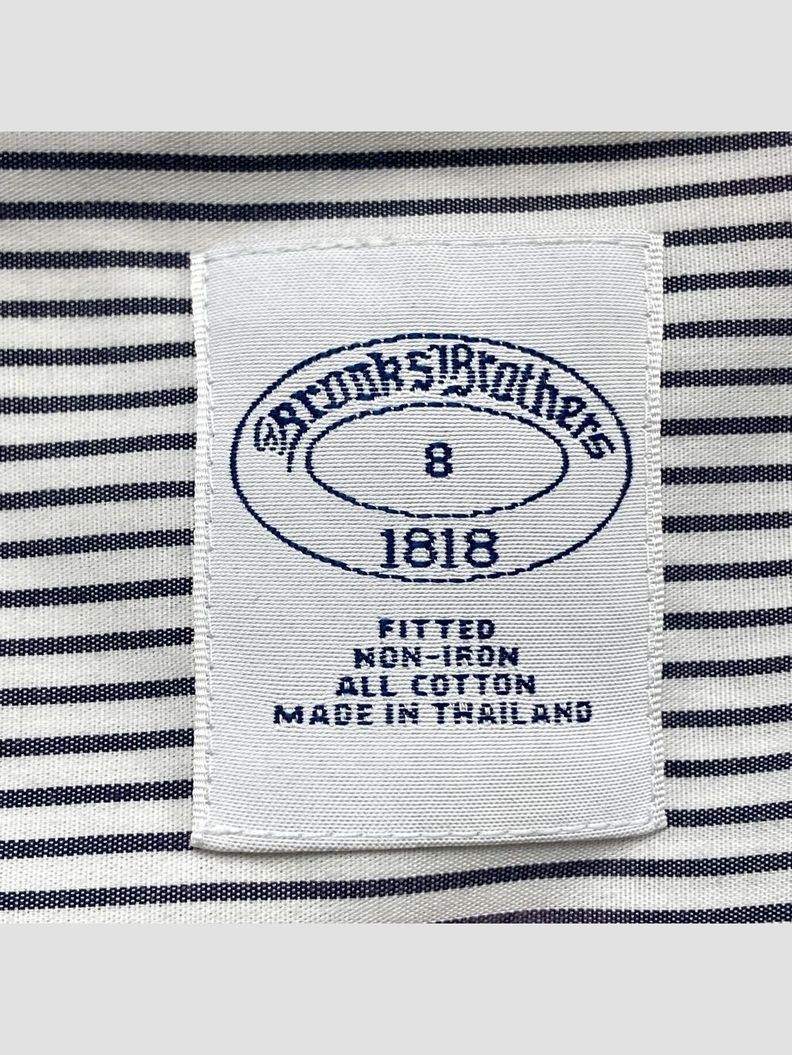 Brooks Brothers
8
1818
FITTED
NON-IRON
ALL COTTON
MADE IN THAILAND